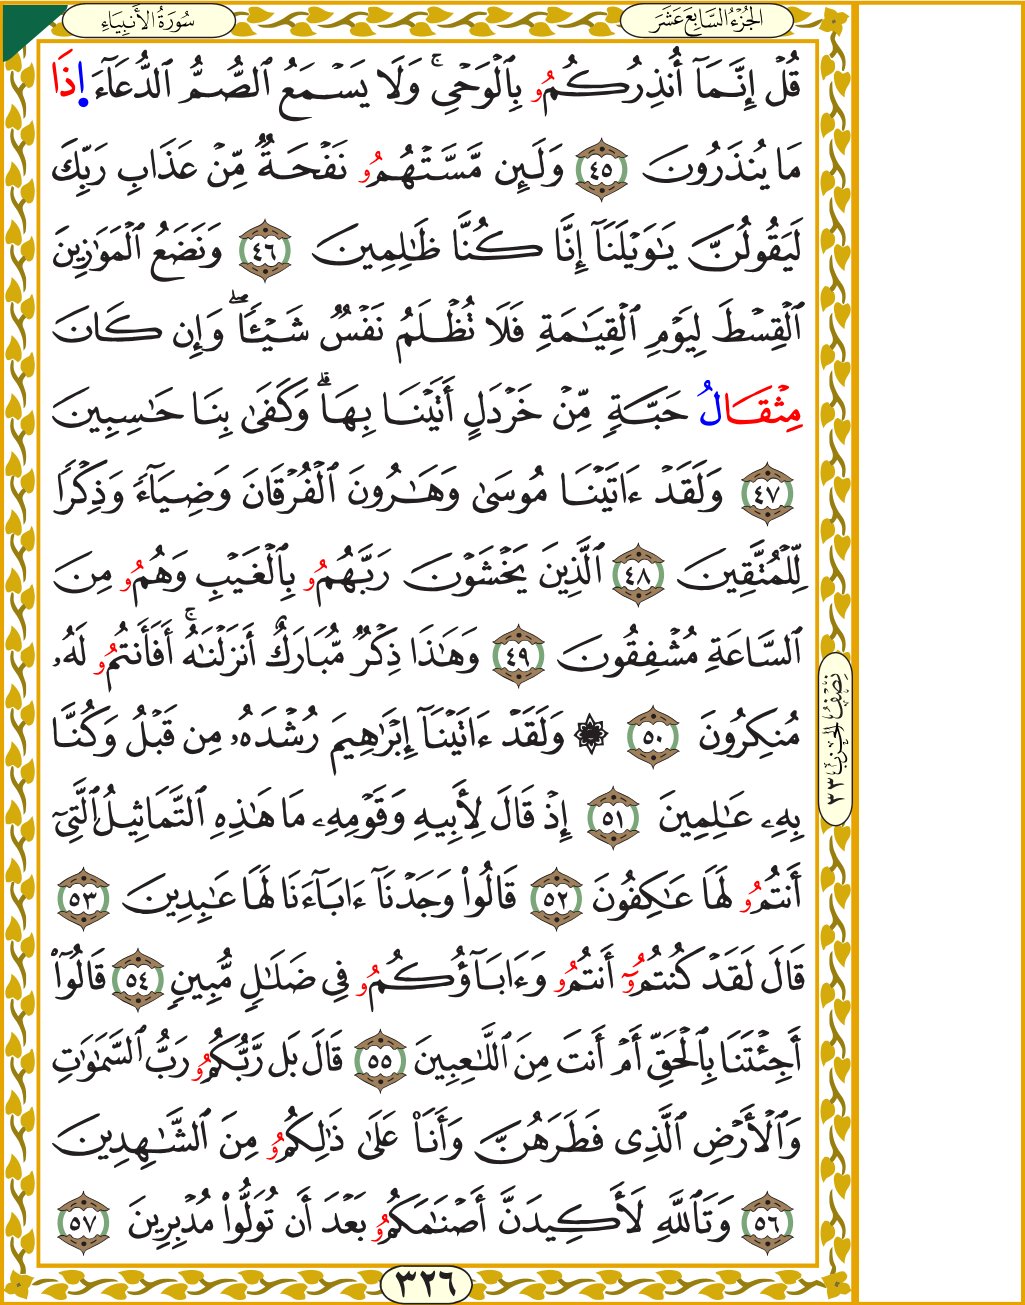 سُورَةُ الأَنبِيَاءِ
الجُزْءُ السَّابِعَ عَشَرَ
قُلْ إِنَّمَآ أُنذِرُكُمُۥ بِٱلْوَحْىِ ۚ وَلَا يَسْمَعُ ٱلصُّمُّ ٱلدُّعَآءَ إِذَا
مَا يُنذَرُونَ ٤٥ وَلَئِن مَّسَّتْهُمُۥ نَفْحَةٌ مِّنْ عَذَابِ رَبِّكَ
لَيَقُولُنَّ يَٰوَيْلَنَآ إِنَّا كُنَّا ظَٰلِمِينَ ٤٦ وَنَضَعُ ٱلْمَوَٰزِينَ
ٱلْقِسْطَ لِيَوْمِ ٱلْقِيَٰمَةِ فَلَا تُظْلَمُ نَفْسٌ شَيْـًٔا ۖ وَإِن كَانَ
مِثْقَالُ حَبَّةٍ مِّنْ خَرْدَلٍ أَتَيْنَا بِهَا ۗ وَكَفَىٰ بِنَا حَٰسِبِينَ
٤٧ وَلَقَدْ ءَاتَيْنَا مُوسَىٰ وَهَٰرُونَ ٱلْفُرْقَانَ وَضِيَآءً وَذِكْرًا
لِّلْمُتَّقِينَ ٤٨ ٱلَّذِينَ يَخْشَوْنَ رَبَّهُمُۥ بِٱلْغَيْبِ وَهُمُۥ مِنَ
ٱلسَّاعَةِ مُشْفِقُونَ ٤٩ وَهَٰذَا ذِكْرٌ مُّبَارَكٌ أَنزَلْنَٰهُ ۚ أَفَأَنتُمُۥ لَهُۥ
مُنكِرُونَ ٥٠ ۞ وَلَقَدْ ءَاتَيْنَآ إِبْرَٰهِيمَ رُشْدَهُۥ مِن قَبْلُ وَكُنَّا
بِهِۦ عَٰلِمِينَ ٥١ إِذْ قَالَ لِأَبِيهِ وَقَوْمِهِۦ مَا هَٰذِهِ ٱلتَّمَاثِيلُ ٱلَّتِىٓ
أَنتُمُۥ لَهَا عَٰكِفُونَ ٥٢ قَالُوا۟ وَجَدْنَآ ءَابَآءَنَا لَهَا عَٰبِدِينَ ٥٣
قَالَ لَقَدْ كُنتُمُۥٓ أَنتُمُۥ وَءَابَآؤُكُمُۥ فِى ضَلَٰلٍ مُّبِينٍ ٥٤ قَالُوٓا۟
أَجِئْتَنَا بِٱلْحَقِّ أَمْ أَنتَ مِنَ ٱللَّٰعِبِينَ ٥٥ قَالَ بَل رَّبُّكُمُۥ رَبُّ ٱلسَّمَٰوَٰتِ
وَٱلْأَرْضِ ٱلَّذِى فَطَرَهُنَّ وَأَنَا۠ عَلَىٰ ذَٰلِكُمُۥ مِنَ ٱلشَّٰهِدِينَ
٥٦ وَتَٱللَّهِ لَأَكِيدَنَّ أَصْنَٰمَكُمُۥ بَعْدَ أَن تُوَلُّوا۟ مُدْبِرِينَ ٥٧
نِصْفُ الحِزْبِ ٣٣
٣٢٦